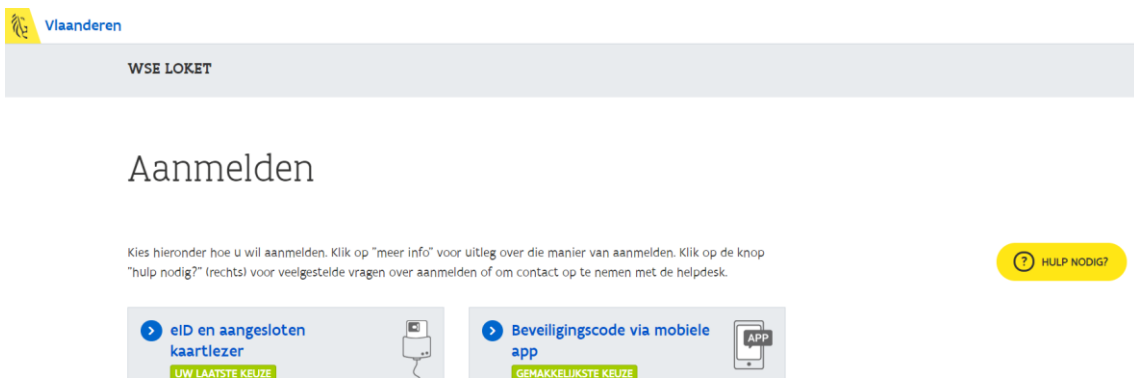 Vlaanderen
WSE LOKET
Aanmelden
Kies hieronder hoe u wil aanmelden. Klik op "meer info" voor uitleg over die manier van aanmelden. Klik op de knop
"hulp nodig?" (rechts) voor veelgestelde vragen over aanmelden of om contact op te nemen met de helpdesk.
HULP NODIG?
eID en aangesloten
kaartlezer
UW LAATSTE KEUZE
Beveiligingscode via mobiele
app
GEMAKKELIJKSTE KEUZE
APP